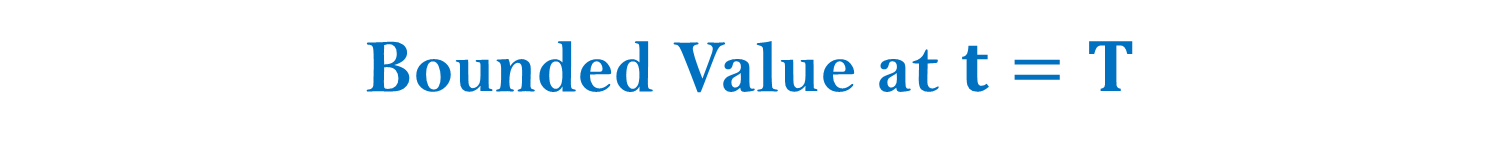 Bounded Value at t = T